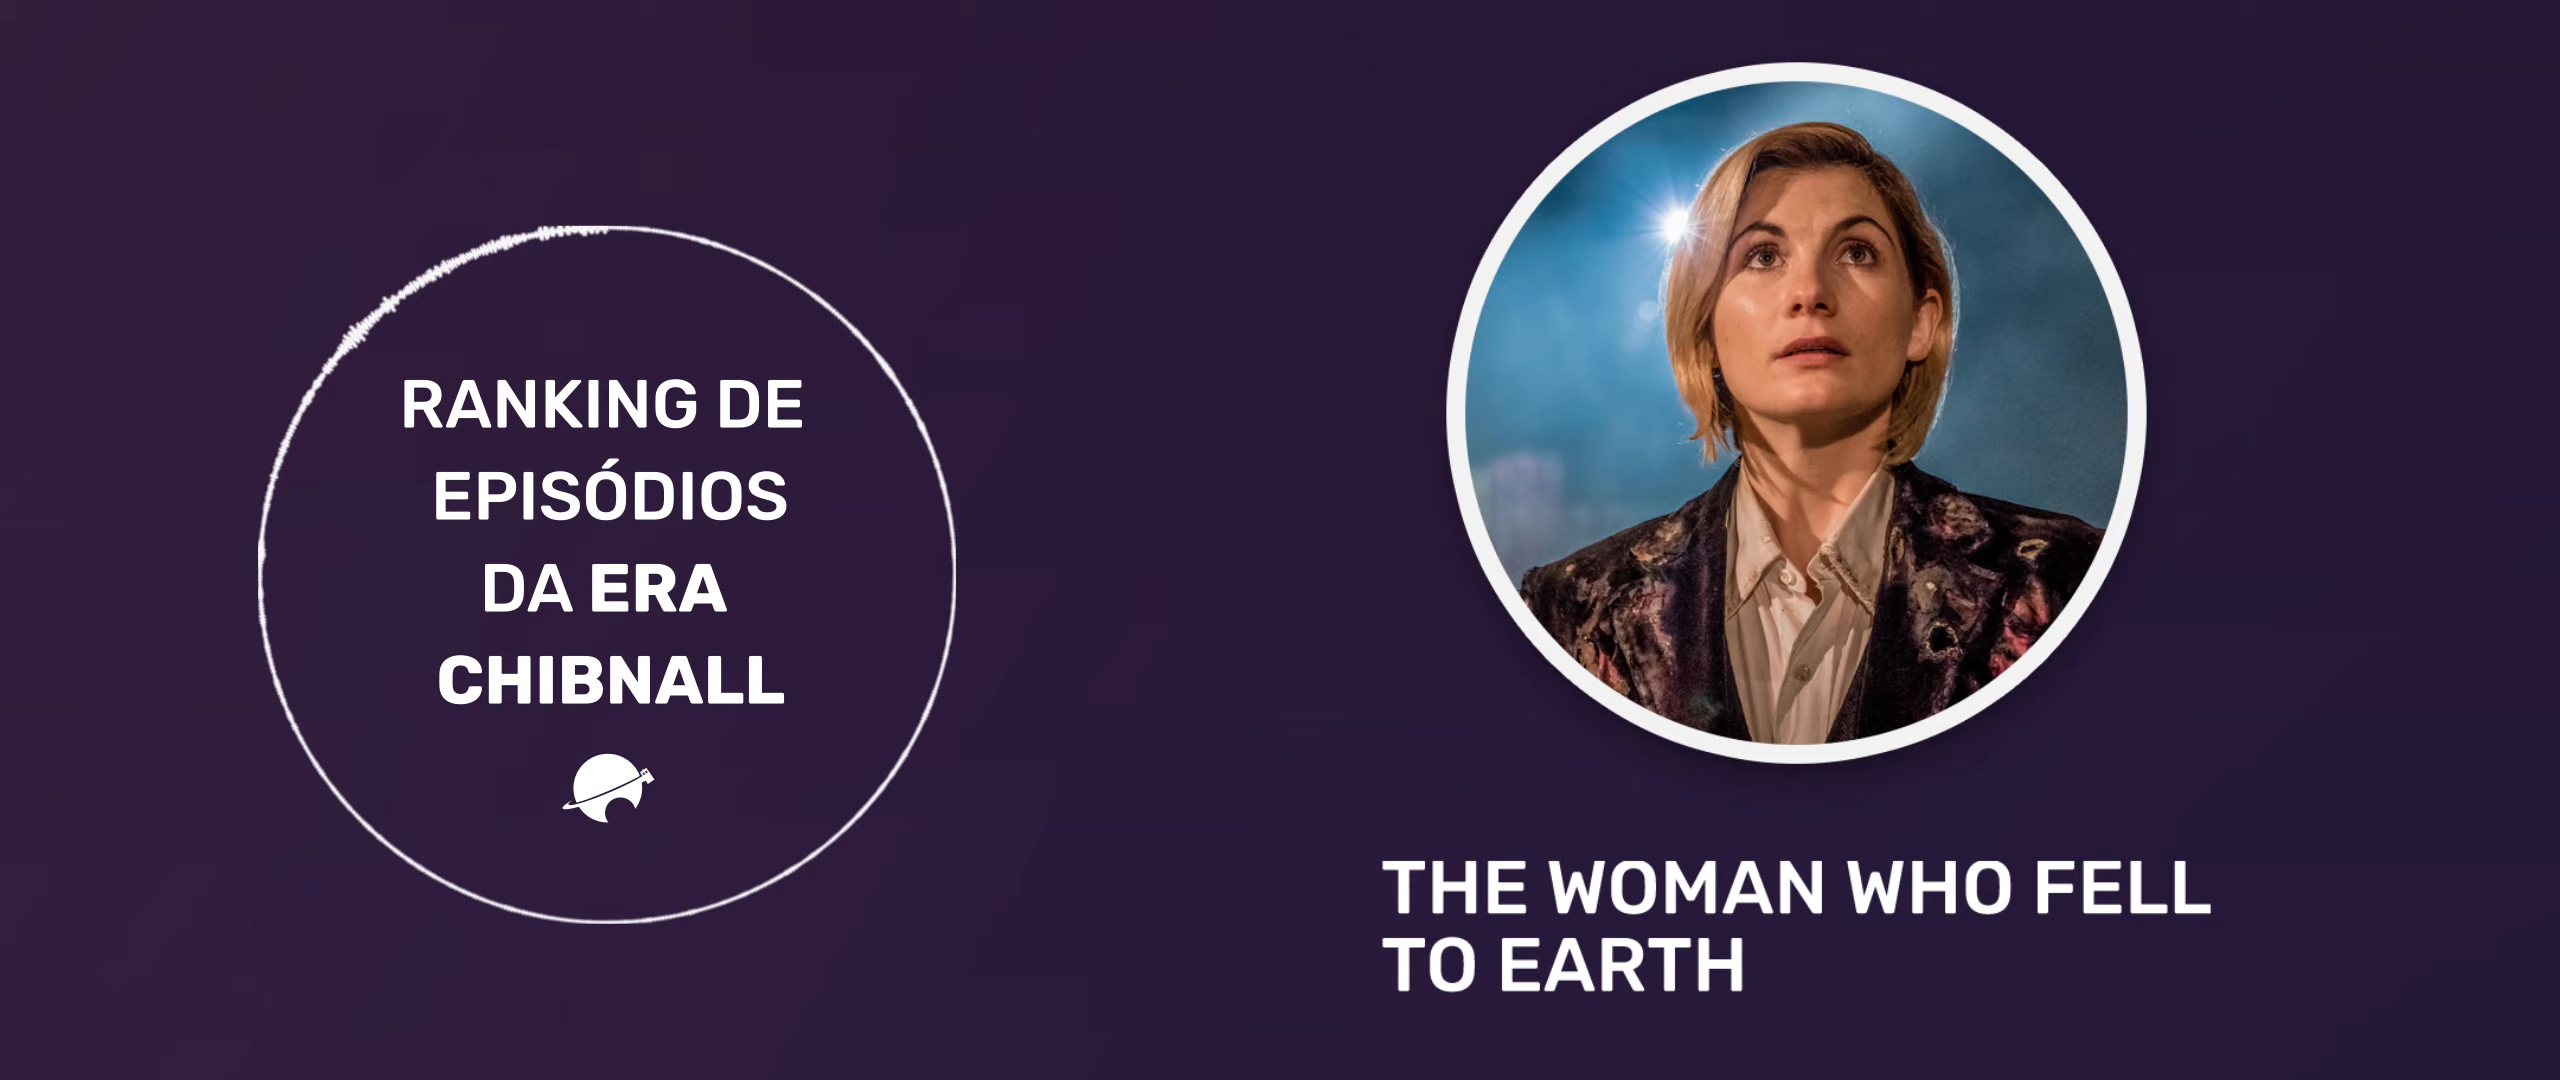 RANKING DE
EPISÓDIOS
DA ERA
CHIBNALL
THE WOMAN WHO FELL
TO EARTH